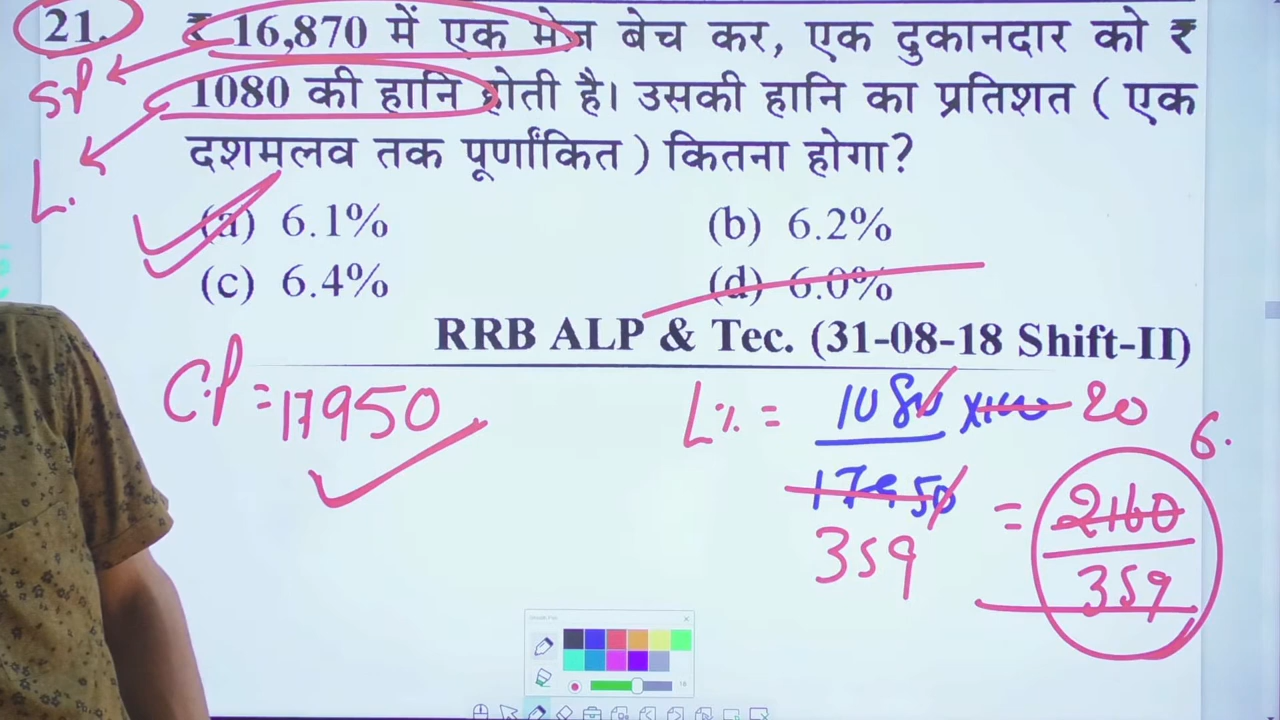 21. ₹ 16,870 में एक मेज बेच कर, एक दुकानदार को ₹
SP
1080 की हानि होती है। उसकी हानि का प्रतिशत ( एक
दशमलव तक पूर्णांकित ) कितना होगा?
L.
(a) 6.1% (b) 6.2%
(c) 6.4% (d) 6.0%
RRB ALP & Tec. (31-08-18 Shift-II)
C.P = 17950
L% = 1080 ×100 20
17950
359
= 2160
359
6.